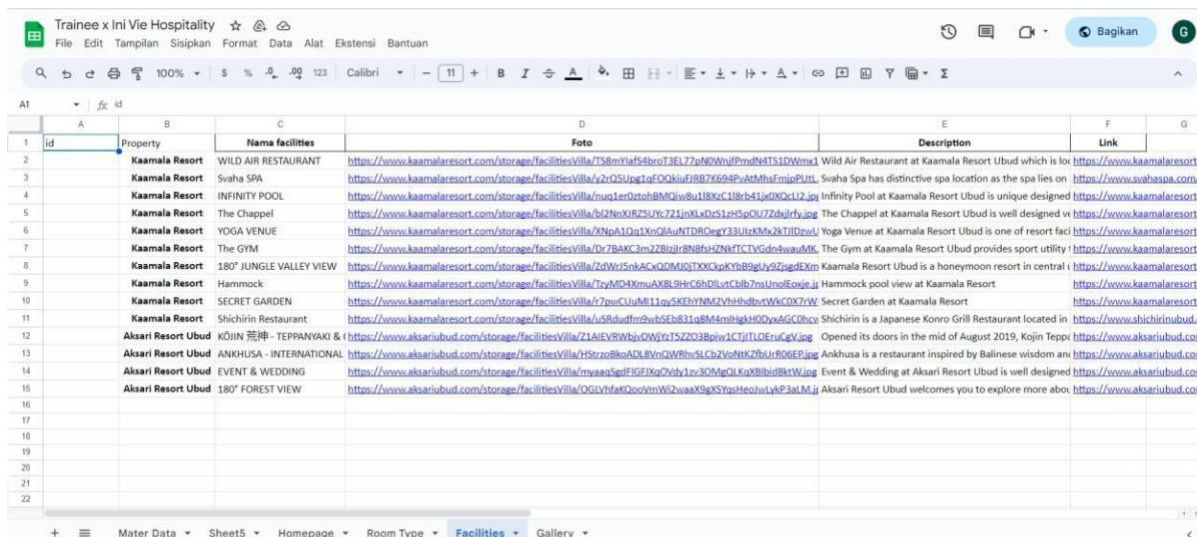 Trainee x Ini Vie Hospitality
File Edit Tampilan Sisipkan Format Data Alat Ekstensi Bantuan
Bagikan
G
100% $ % .0 .00 123 Calibri - 11 + B I A
A1 fx id
A B C D E F G
1 id Property Nama facilities Foto Description Link
2 Kaamala Resort WILD AIR RESTAURANT Wild Air Restaurant at Kaamala Resort Ubud which is loc https://www.kaamalaresort
3 Kaamala Resort Svaha SPA Svaha Spa has distinctive spa location as the spa lies on https://www.svahaspa.com/
4 Kaamala Resort INFINITY POOL Infinity Pool at Kaamala Resort Ubud is unique designed https://www.kaamalaresort
5 Kaamala Resort The Chappel The Chappel at Kaamala Resort Ubud is well designed w https://www.kaamalaresort
6 Kaamala Resort YOGA VENUE Yoga Venue at Kaamala Resort Ubud is one of resort faci https://www.kaamalaresort
7 Kaamala Resort The GYM The Gym at Kaamala Resort Ubud provides sport utility https://www.kaamalaresort
8 Kaamala Resort 180° JUNGLE VALLEY VIEW Kaamala Resort Ubud is a honeymoon resort in central https://www.kaamalaresort
9 Kaamala Resort Hammock Hammock pool view at Kaamala Resort https://www.kaamalaresort
10 Kaamala Resort SECRET GARDEN Secret Garden at Kaamala Resort https://www.kaamalaresort
11 Kaamala Resort Shichirin Restaurant Shichirin is a Japanese Konro Grill Restaurant located in https://www.shichirinubud.
12 Aksari Resort Ubud KŌJIN 荒神 - TEPPANYAKI & Opened its doors in the mid of August 2019, Kojin Teppa https://www.aksariubud.co
13 Aksari Resort Ubud ANKHUSA - INTERNATIONAL Ankhusa is a restaurant inspired by Balinese wisdom an https://www.aksariubud.co
14 Aksari Resort Ubud EVENT & WEDDING Event & Wedding at Aksari Resort Ubud is well designed https://www.aksariubud.co
15 Aksari Resort Ubud 180° FOREST VIEW Aksari Resort Ubud welcomes you to explore more abou https://www.aksariubud.co
16
17
18
19
20
21
22
Mater Data Sheet5 Homepage Room Type Facilities Gallery